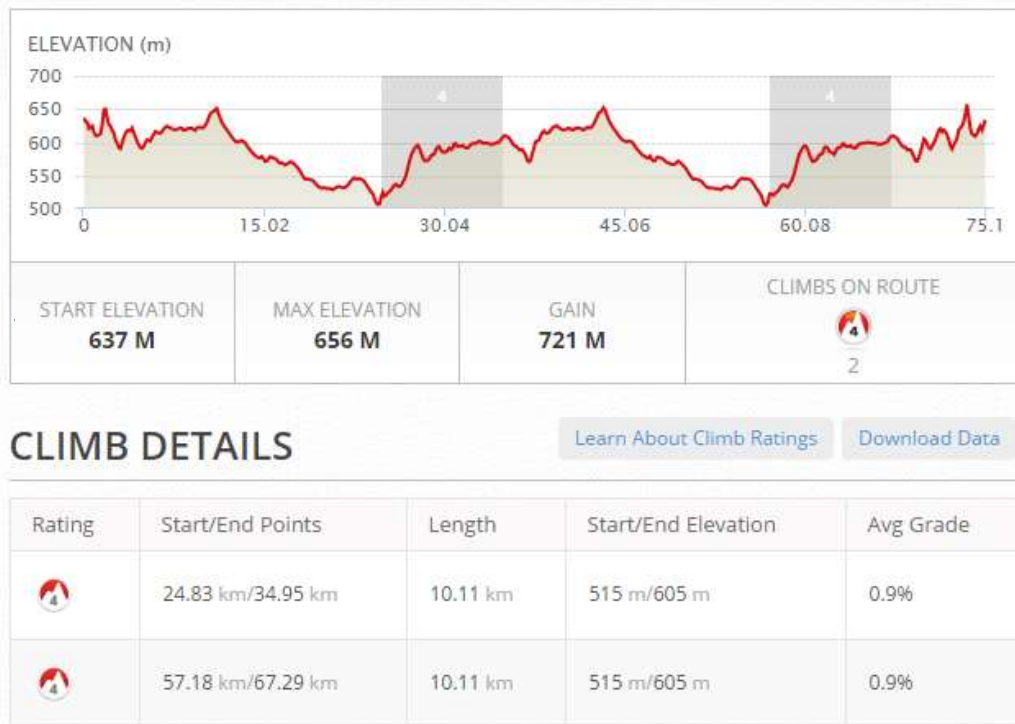 ELEVATION (m)
700
650
600
550
500
4
4
0
15.02
30.04
45.06
60.08
75.1
START ELEVATION
637 M
MAX ELEVATION
656 M
GAIN
721 M
CLIMBS ON ROUTE
4
2
CLIMB DETAILS
Learn About Climb Ratings
Download Data
Rating Start/End Points Length Start/End Elevation Avg Grade
4 24.83 km/34.95 km 10.11 km 515 m/605 m 0.9%
4 57.18 km/67.29 km 10.11 km 515 m/605 m 0.9%